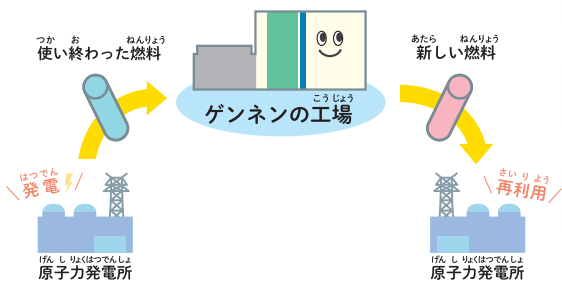 つか お ねんりょう
使い終わった燃料
あたら ねんりょう
新しい燃料
こうじょう
ゲンネンの工場
はつでん
発電
さい り よう
再利用
げん し りょくはつでんしょ
原子力発電所
げん し りょくはつでんしょ
原子力発電所